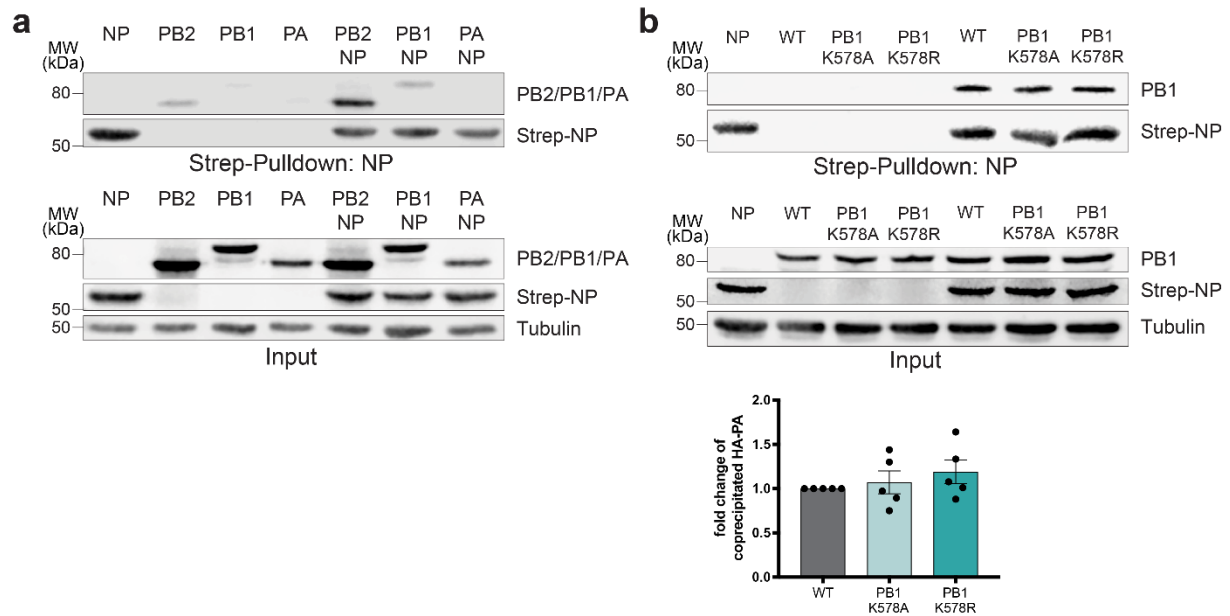 a
NP PB2 PB1 PA PB2 NP PB1 NP PA NP
MW (kDa)
80
PB2/PB1/PA
50
Strep-NP
Strep-Pulldown: NP
NP PB2 PB1 PA PB2 NP PB1 NP PA NP
MW (kDa)
80
PB2/PB1/PA
50
Strep-NP
50
Tubulin
Input
b
NP WT PB1 K578A PB1 K578R WT PB1 K578A PB1 K578R
MW (kDa)
80
PB1
50
Strep-NP
Strep-Pulldown: NP
NP WT PB1 K578A PB1 K578R WT PB1 K578A PB1 K578R
MW (kDa)
80
PB1
50
Strep-NP
50
Tubulin
Input
fold change of
coprecipitated HA-PA
2.0
1.5
1.0
0.5
0.0
WT PB1 K578A PB1 K578R